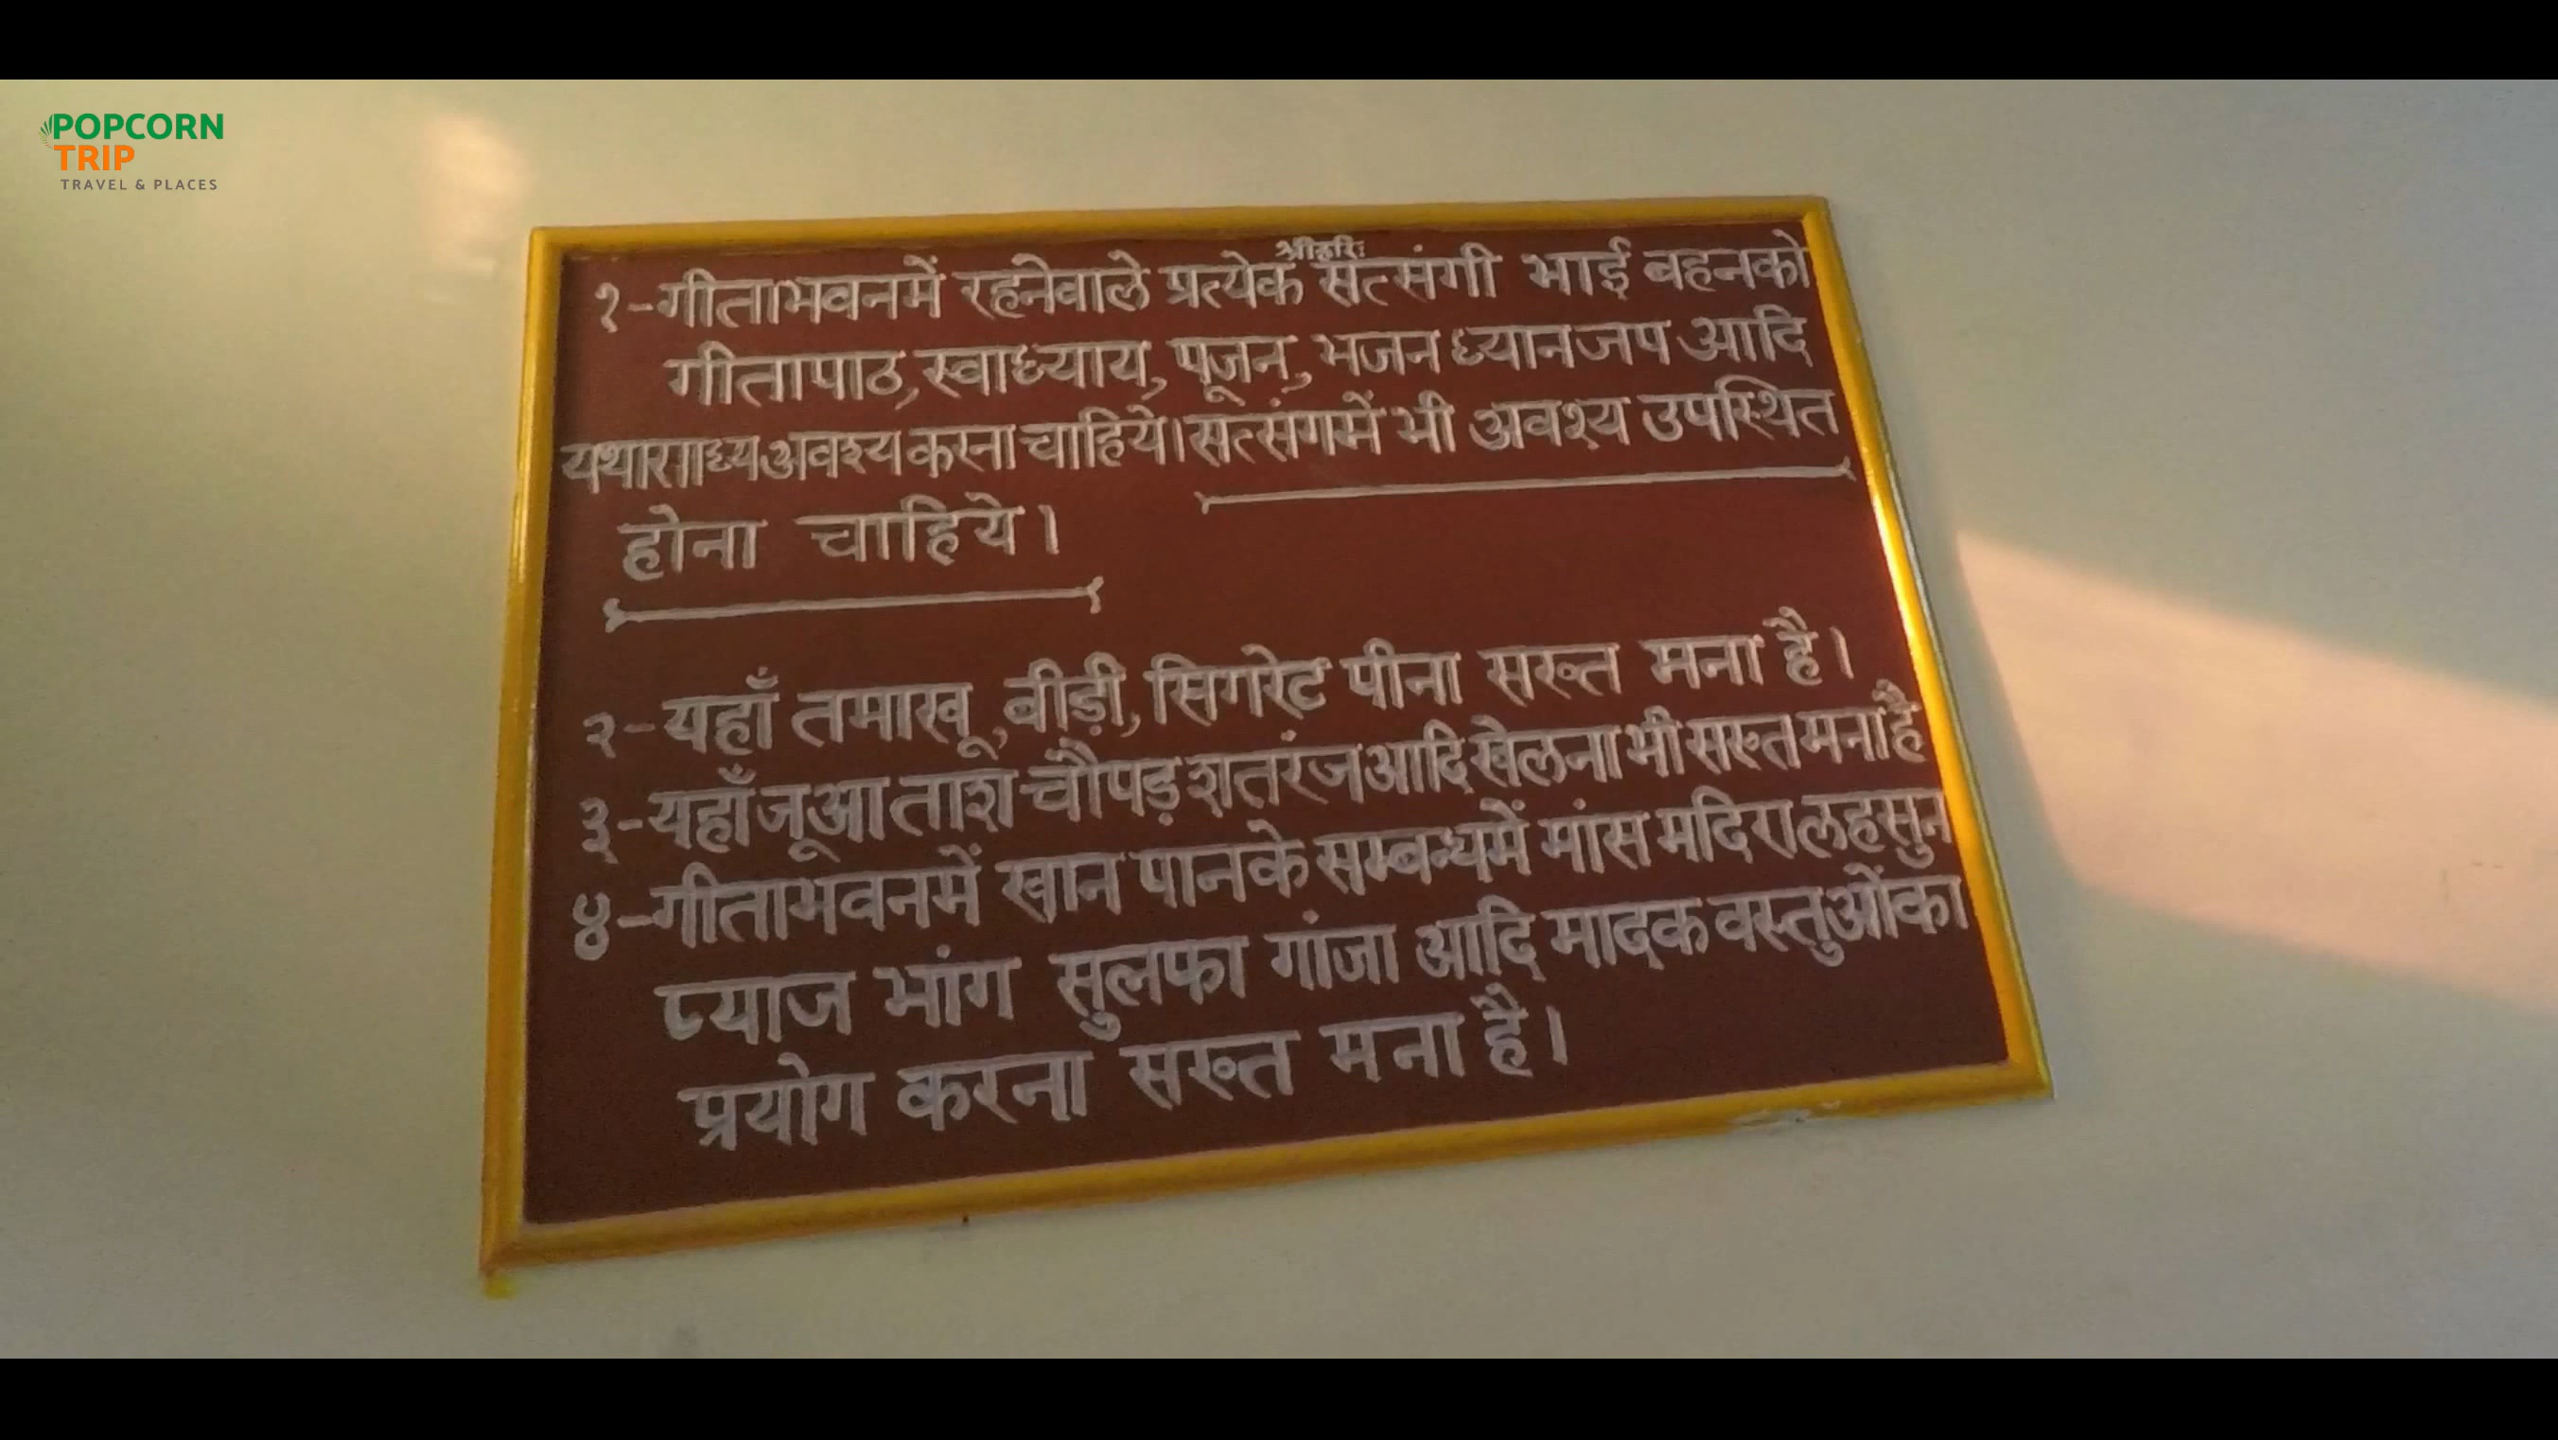 POPCORN
TRIP
TRAVEL & PLACES
श्रीहरिः
१-गीताभवनमें रहनेवाले प्रत्येक सत्संगी भाई बहनको
गीतापाठ, स्वाध्याय, पूजन, भजन ध्यान जप आदि
यथासाध्य अवश्य करना चाहिये। सत्संगमें भी अवश्य उपस्थित
होना चाहिये।
२-यहाँ तमाखू, बीड़ी, सिगरेट पीना सख्त मना है।
३-यहाँ जूआ ताश चौपड़ शतरंज आदि खेलना भी सख्त मना है
४-गीताभवनमें खान पानके सम्बन्धमें मांस मदिरा लहसुन
प्याज भांग सुलफा गांजा आदि मादक वस्तुओंका
प्रयोग करना सख्त मना है।